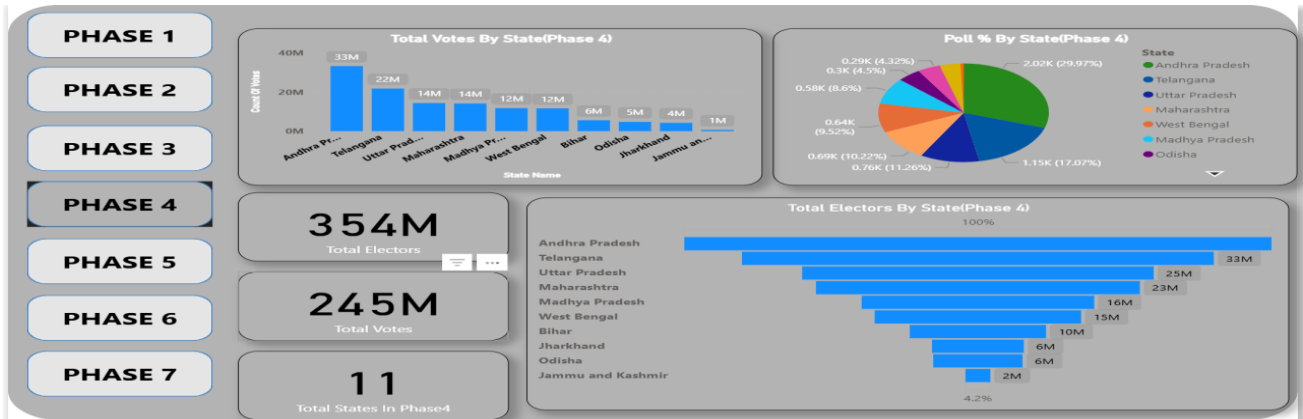 PHASE 1
PHASE 2
PHASE 3
PHASE 4
PHASE 5
PHASE 6
PHASE 7
Total Votes By State(Phase 4)
Count Of Votes
40M
20M
0M
33M
22M
14M
14M
12M
12M
6M
5M
4M
1M
Andhra Pr...
Telangana
Uttar Prad...
Maharashtra
Madhya Pr...
West Bengal
Bihar
Odisha
Jharkhand
Jammu an...
State Name
Poll % By State(Phase 4)
0.29K (4.32%)
0.3K (4.5%)
0.58K (8.6%)
0.64K
(9.52%)
0.69K (10.22%)
0.76K (11.26%)
1.15K (17.07%)
2.02K (29.97%)
State
Andhra Pradesh
Telangana
Uttar Pradesh
Maharashtra
West Bengal
Madhya Pradesh
Odisha
354M
Total Electors
245M
Total Votes
11
Total States In Phase4
Total Electors By State(Phase 4)
100%
Andhra Pradesh
Telangana 33M
Uttar Pradesh 25M
Maharashtra 23M
Madhya Pradesh 16M
West Bengal 15M
Bihar 10M
Jharkhand 6M
Odisha 6M
Jammu and Kashmir 2M
4.2%